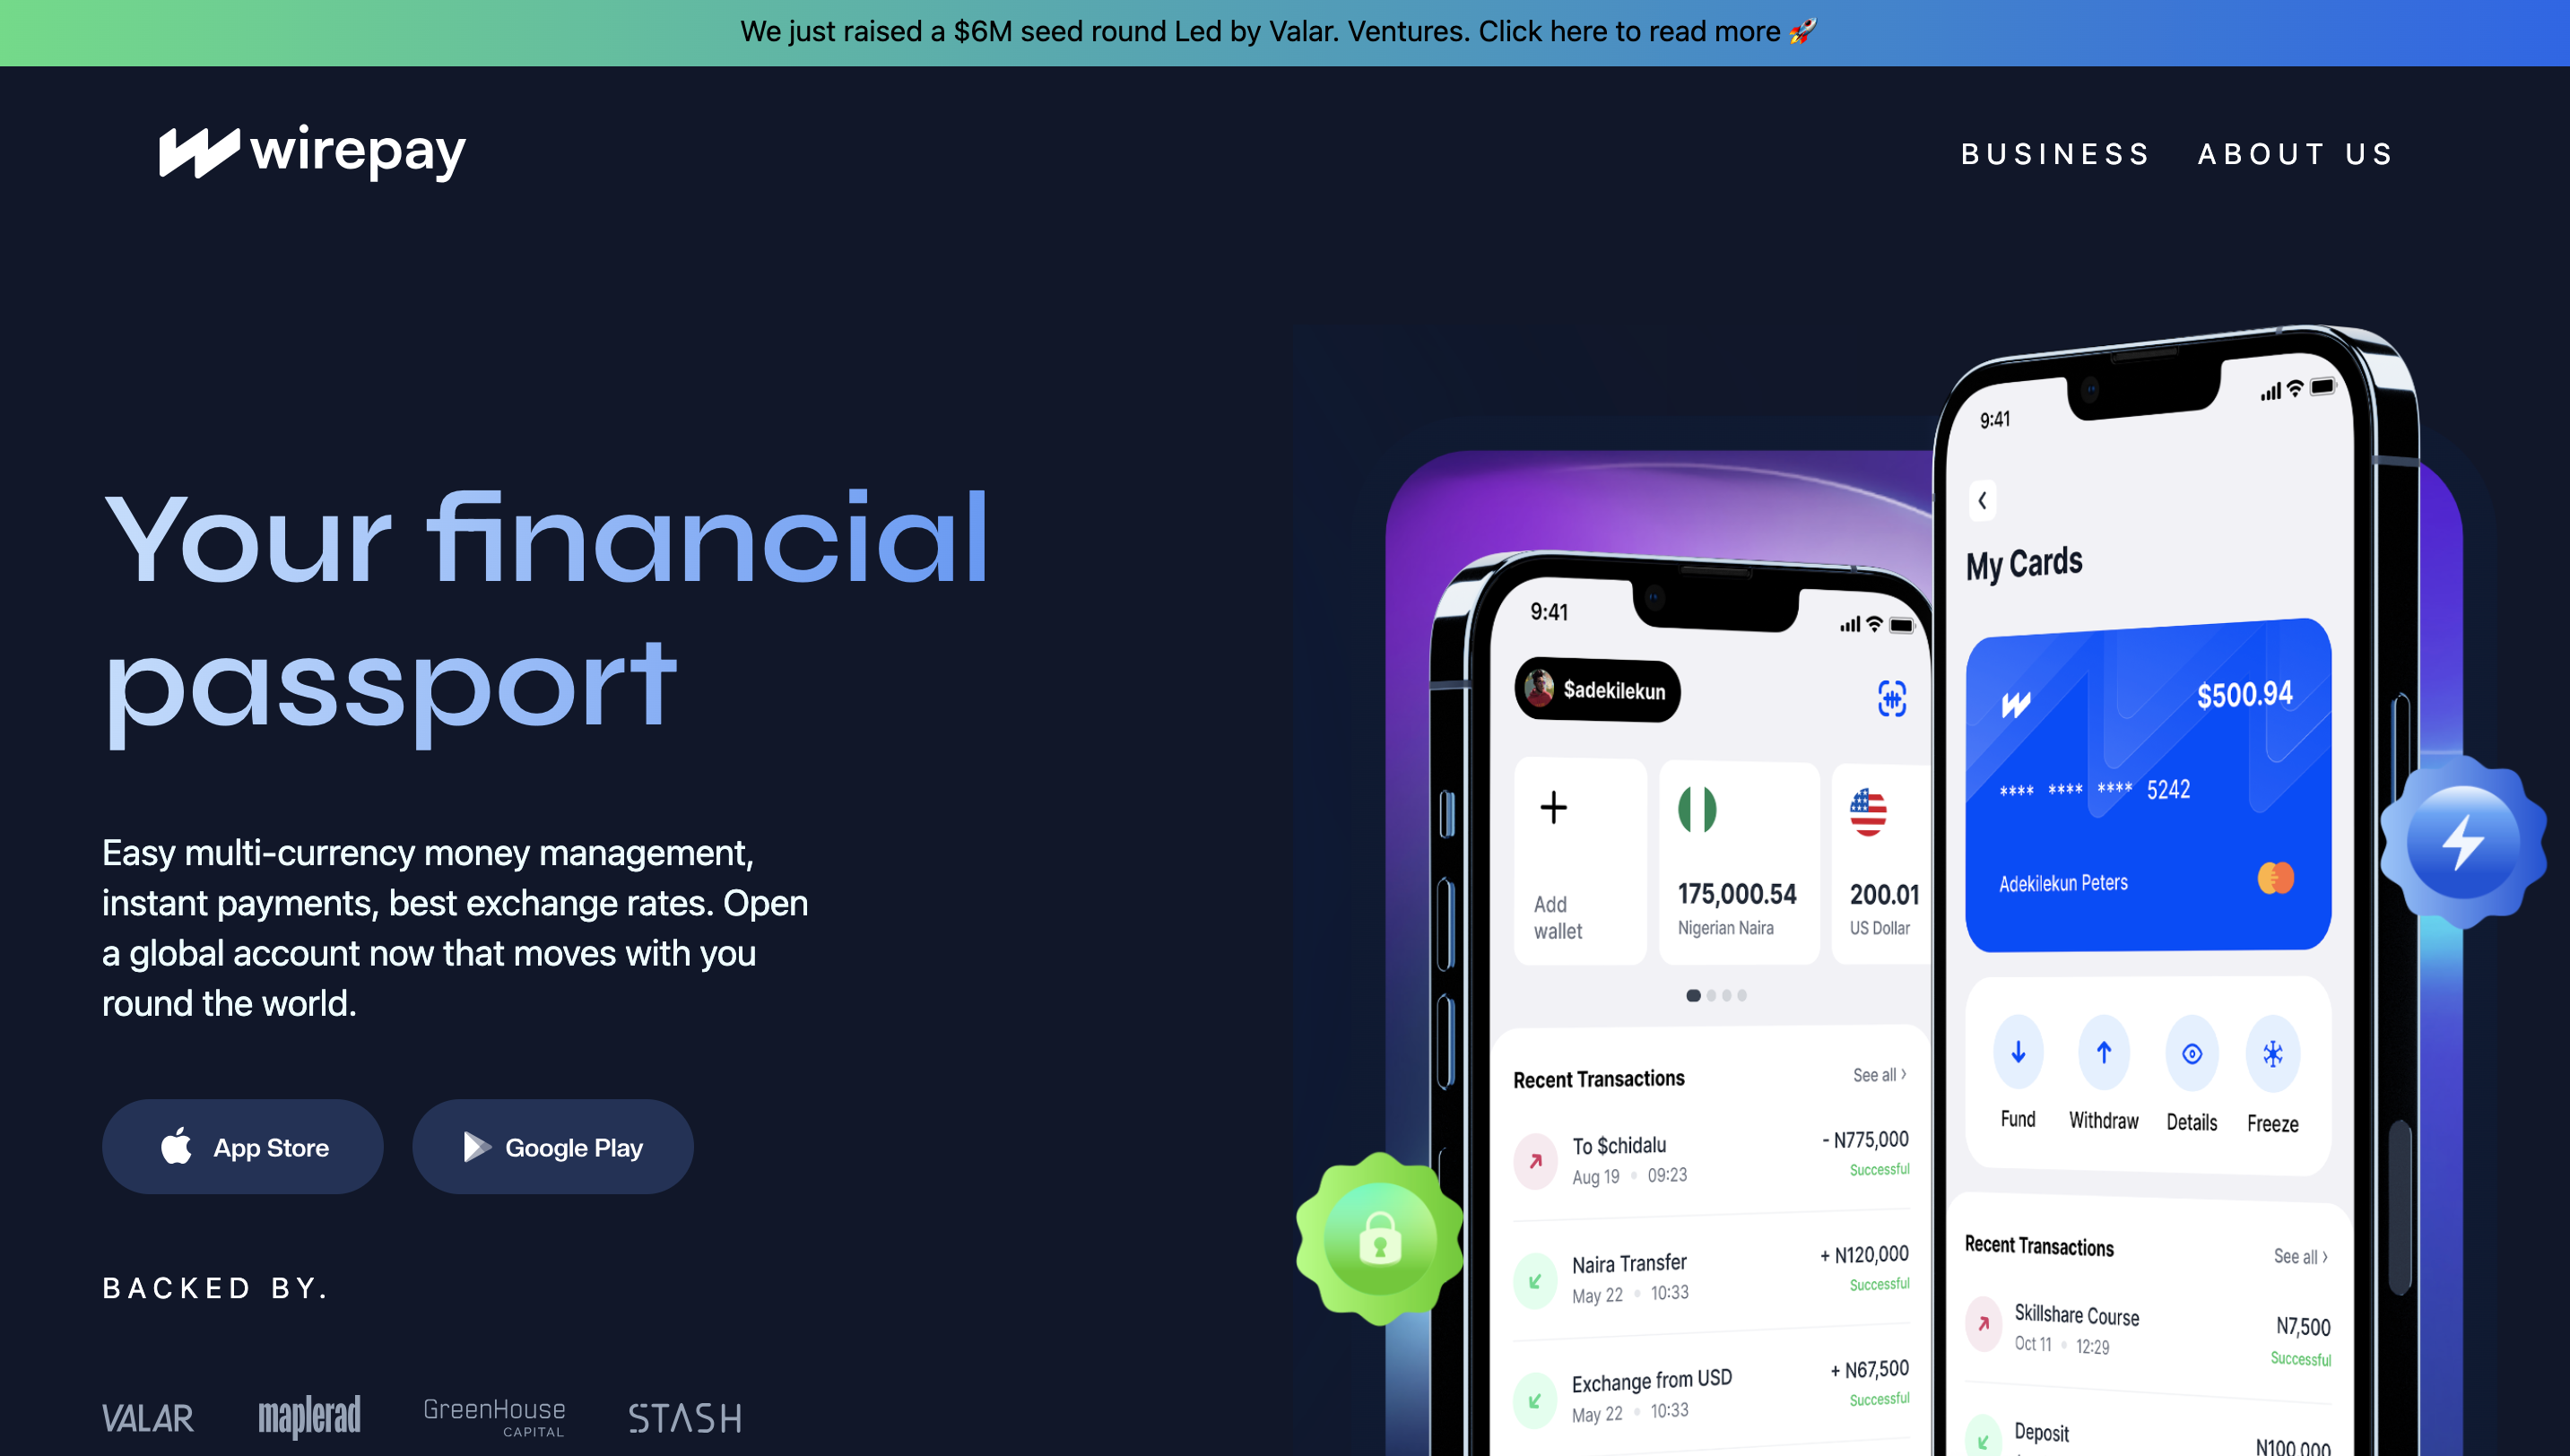 We just raised a $6M seed round Led by Valar. Ventures. Click here to read more 🚀
wirepay
BUSINESS ABOUT US
Your financial
passport
Easy multi-currency money management,
instant payments, best exchange rates. Open
a global account now that moves with you
round the world.
App Store
Google Play
BACKED BY.
VALAR
maplerad
GreenHouse
CAPITAL
STASH
9:41
$adekilekun
Add
wallet
175,000.54
Nigerian Naira
200.01
US Dollar
Recent Transactions
See all >
To $chidalu
- N775,000
Aug 19 • 09:23
Successful
Naira Transfer
+ N120,000
May 22 • 10:33
Successful
Exchange from USD
+ N67,500
May 22 • 10:33
Successful
9:41
My Cards
$500.94
**** **** **** 5242
Adekilekun Peters
Fund
Withdraw
Details
Freeze
Recent Transactions
See all >
Skillshare Course
N7,500
Oct 11 • 12:29
Successful
Deposit
N100,000